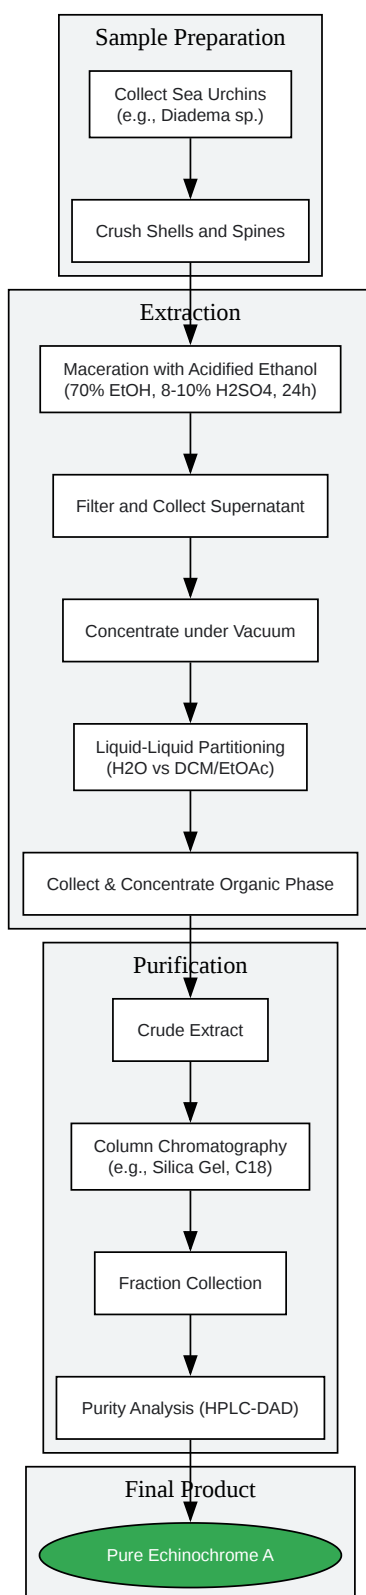 Sample Preparation
Collect Sea Urchins
(e.g., Diadema sp.)
Crush Shells and Spines
Extraction
Maceration with Acidified Ethanol
(70% EtOH, 8-10% H2SO4, 24h)
Filter and Collect Supernatant
Concentrate under Vacuum
Liquid-Liquid Partitioning
(H2O vs DCM/EtOAc)
Collect & Concentrate Organic Phase
Purification
Crude Extract
Column Chromatography
(e.g., Silica Gel, C18)
Fraction Collection
Purity Analysis (HPLC-DAD)
Final Product
Pure Echinochrome A